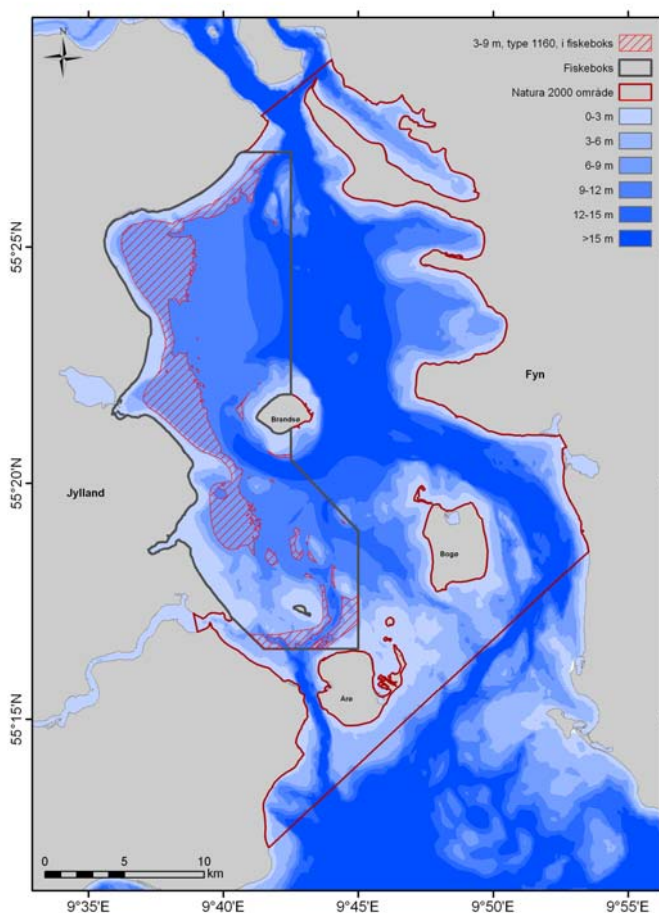 N
3-9 m, type 1160, i fiskeboks
Fiskeboks
Natura 2000 område
0-3 m
3-6 m
6-9 m
9-12 m
12-15 m
>15 m
55°25'N
Fyn
Brandsø
55°20'N
Jylland
Bogø
Årø
55°15'N
0 5 10
km
9°35'E 9°40'E 9°45'E 9°50'E 9°55'E